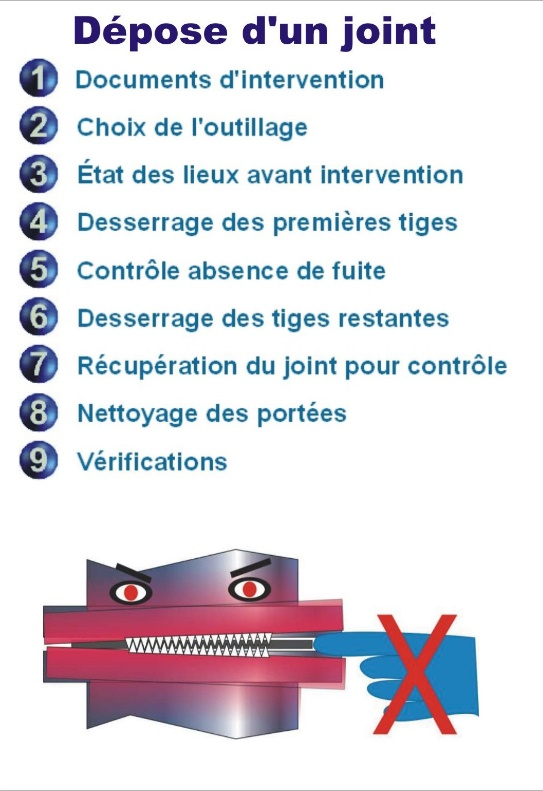 Dépose d'un joint
1 Documents d'intervention
2 Choix de l'outillage
3 État des lieux avant intervention
4 Desserrage des premières tiges
5 Contrôle absence de fuite
6 Desserrage des tiges restantes
7 Récupération du joint pour contrôle
8 Nettoyage des portées
9 Vérifications